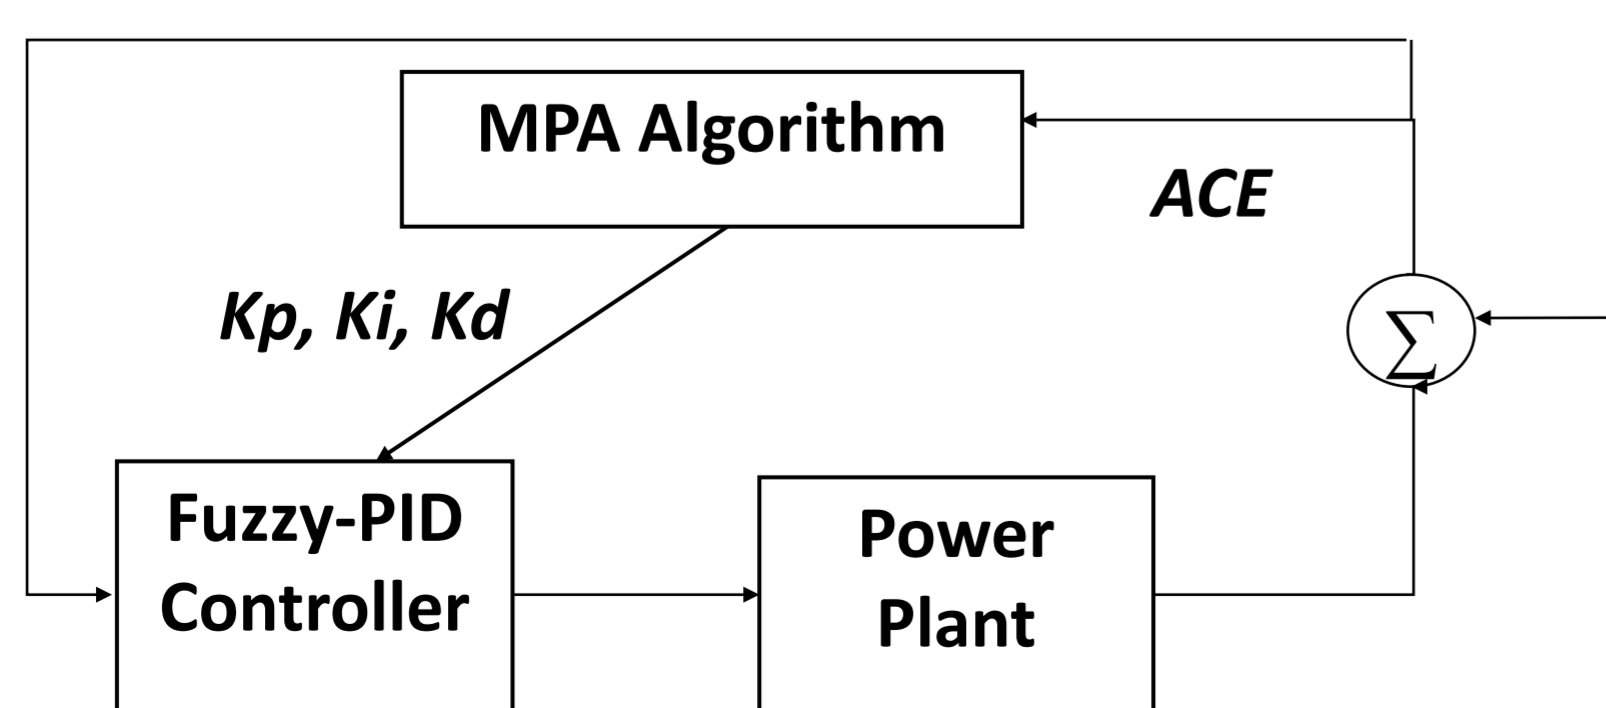 MPA Algorithm
ACE
Kp, Ki, Kd
∑
Fuzzy-PID
Controller
Power
Plant